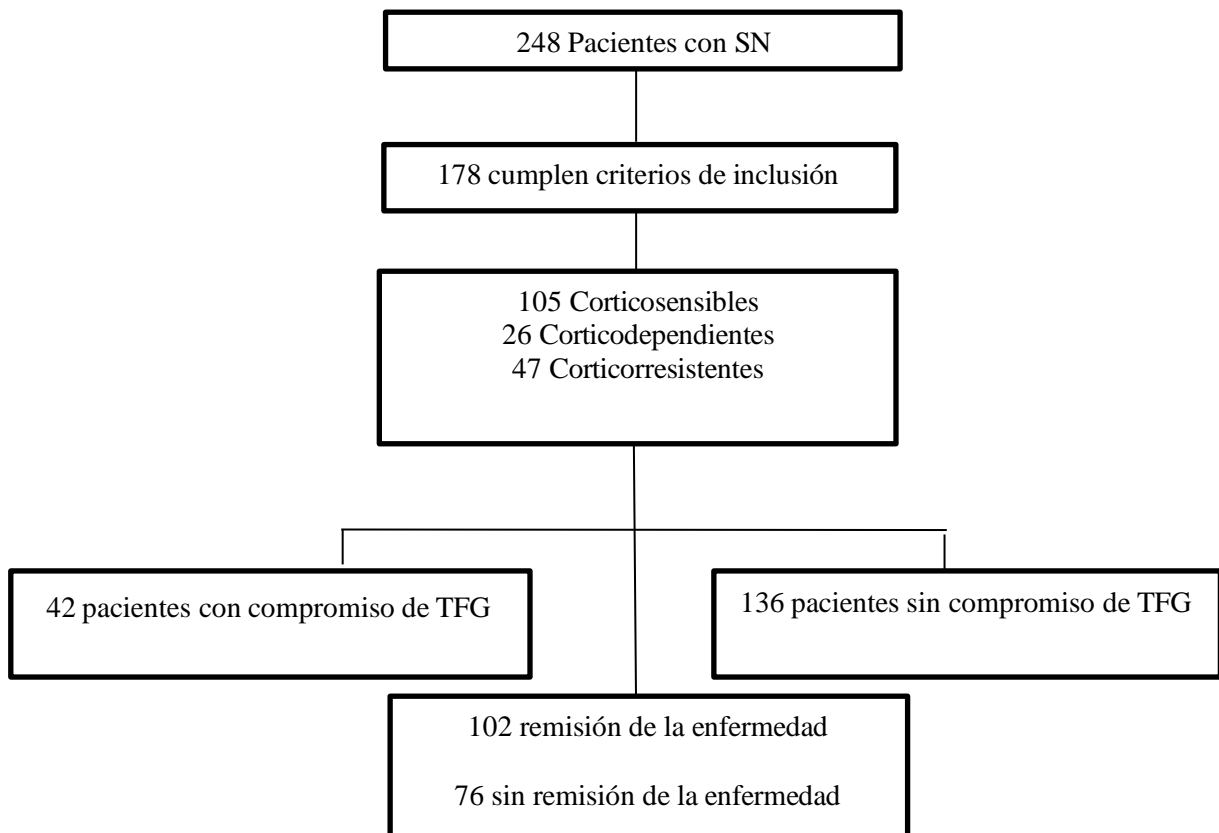 248 Pacientes con SN
178 cumplen criterios de inclusión
105 Corticosensibles
26 Corticodependientes
47 Corticorresistentes
42 pacientes con compromiso de TFG
136 pacientes sin compromiso de TFG
102 remisión de la enfermedad
76 sin remisión de la enfermedad